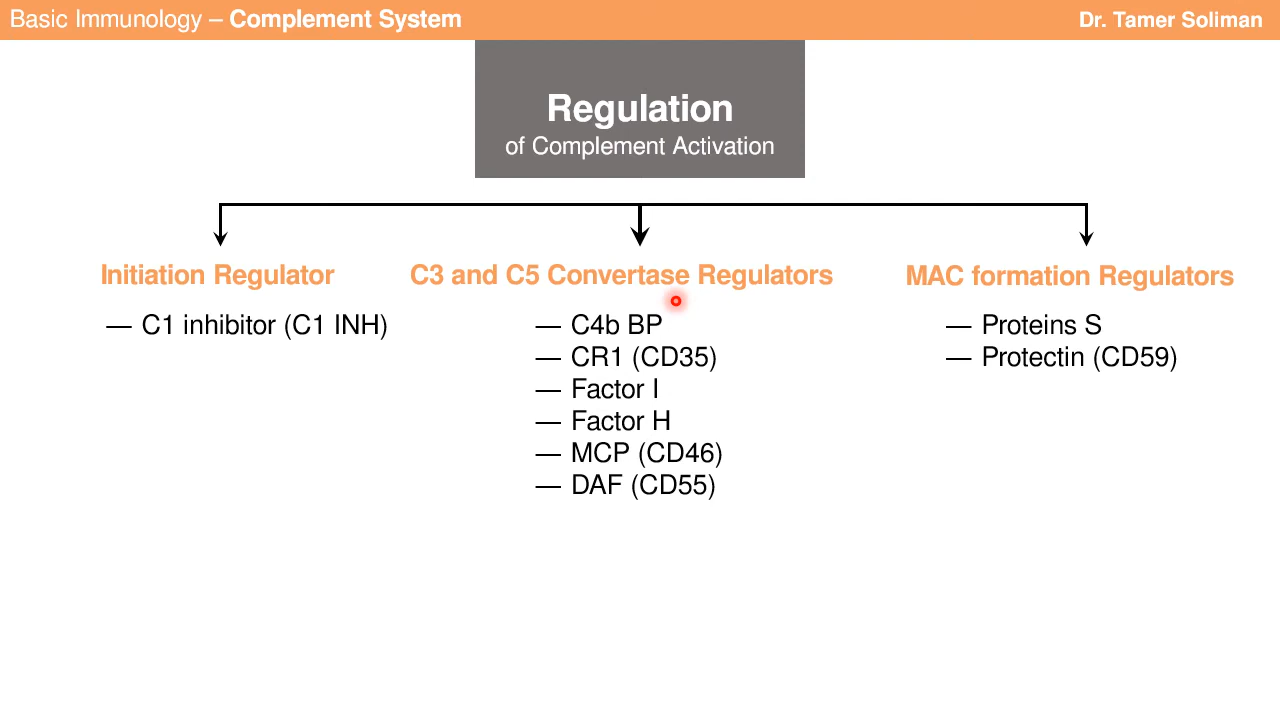 Basic Immunology – Complement System
Dr. Tamer Soliman
Regulation
of Complement Activation
Initiation Regulator
— C1 inhibitor (C1 INH)
C3 and C5 Convertase Regulators
— C4b BP
— CR1 (CD35)
— Factor I
— Factor H
— MCP (CD46)
— DAF (CD55)
MAC formation Regulators
— Proteins S
— Protectin (CD59)